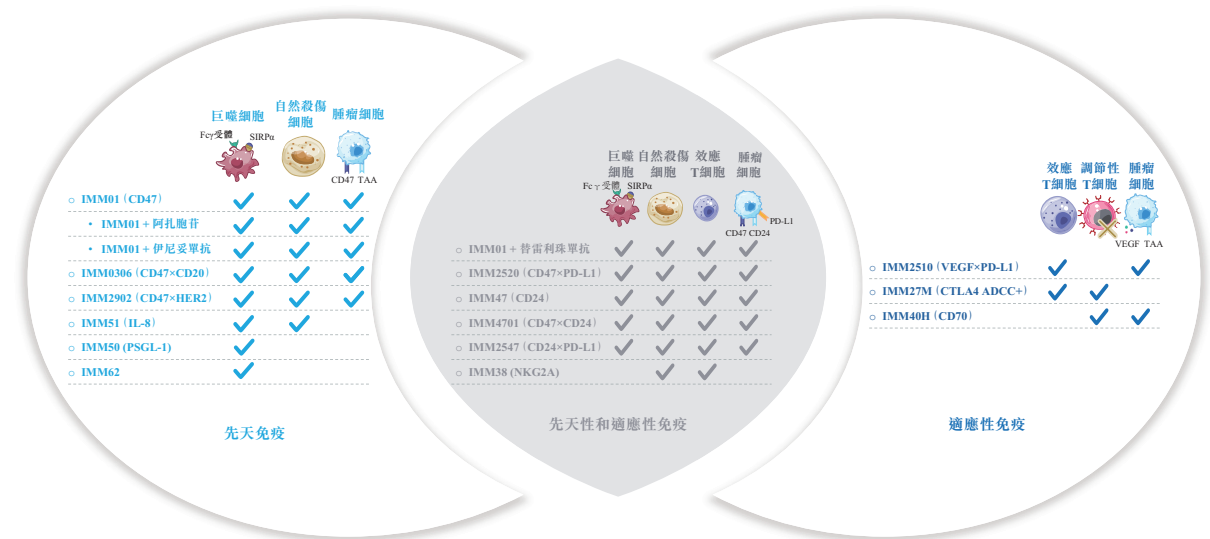 巨噬細胞
自然殺傷
細胞
腫瘤細胞
Fcγ受體
SIRPα
CD47 TAA
○ IMM01（CD47）
• IMM01＋阿扎胞苷
• IMM01＋伊尼妥單抗
○ IMM0306（CD47×CD20）
○ IMM2902（CD47×HER2）
○ IMM51（IL-8）
○ IMM50 (PSGL-1)
○ IMM62
先天免疫
巨噬 自然殺傷 效應 腫瘤
細胞 細胞 T細胞 細胞
Fcγ受體 SIRPα
PD-L1
CD47 CD24
○ IMM01＋替雷利珠單抗
○ IMM2520（CD47×PD-L1）
○ IMM47（CD24）
○ IMM4701（CD47×CD24）
○ IMM2547（CD24×PD-L1）
○ IMM38 (NKG2A)
先天性和適應性免疫
效應 調節性 腫瘤
T細胞 T細胞 細胞
VEGF TAA
○ IMM2510 (VEGF×PD-L1）
○ IMM27M (CTLA4 ADCC+)
○ IMM40H（CD70）
適應性免疫